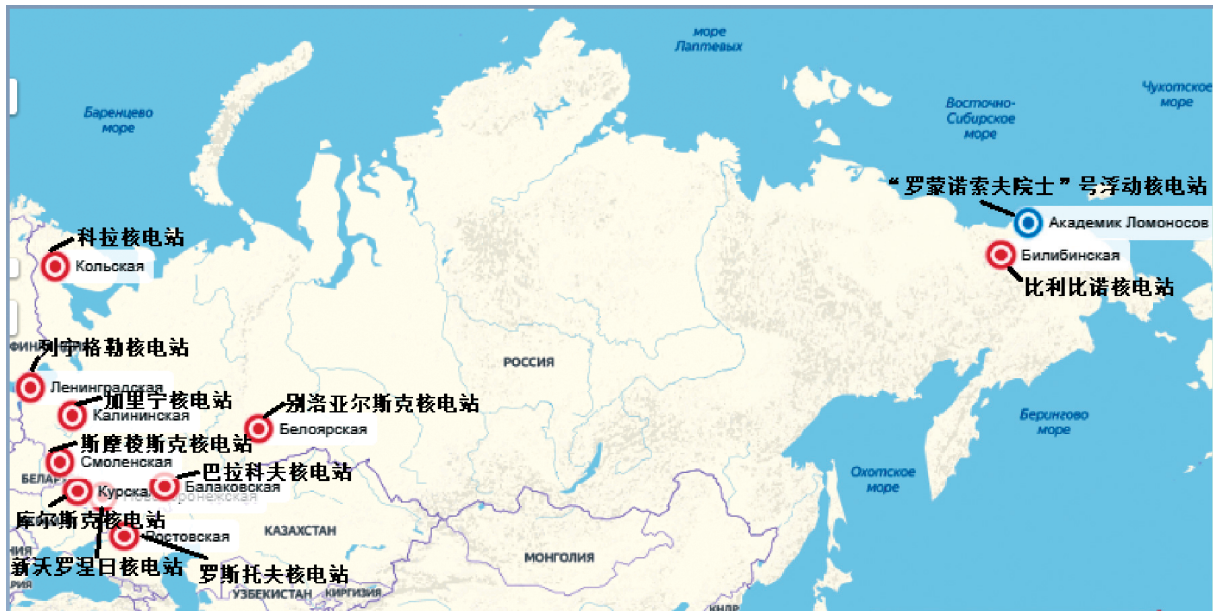 море
Лаптевых
Баренцево
море
Восточно-
Сибирское
море
Чукотское
море
“罗蒙诺索夫院士”号浮动核电站
Академик Ломоносов
Билибинская
比利比诺核电站
科拉核电站
Кольская
列宁格勒核电站
РОССИЯ
Ленинградская
加里宁核电站
Калининская
别洛亚尔斯克核电站
Белоярская
Берингово
море
斯摩棱斯克核电站
Смоленская
巴拉科夫核电站
Балаковская
Охотское
море
Курская
库尔斯克核电站
Ростовская
КАЗАХСТАН
新沃罗涅日核电站
罗斯托夫核电站
МОНГОЛИЯ
УЗБЕКИСТАН
КИРГИЗИЯ
КНДР